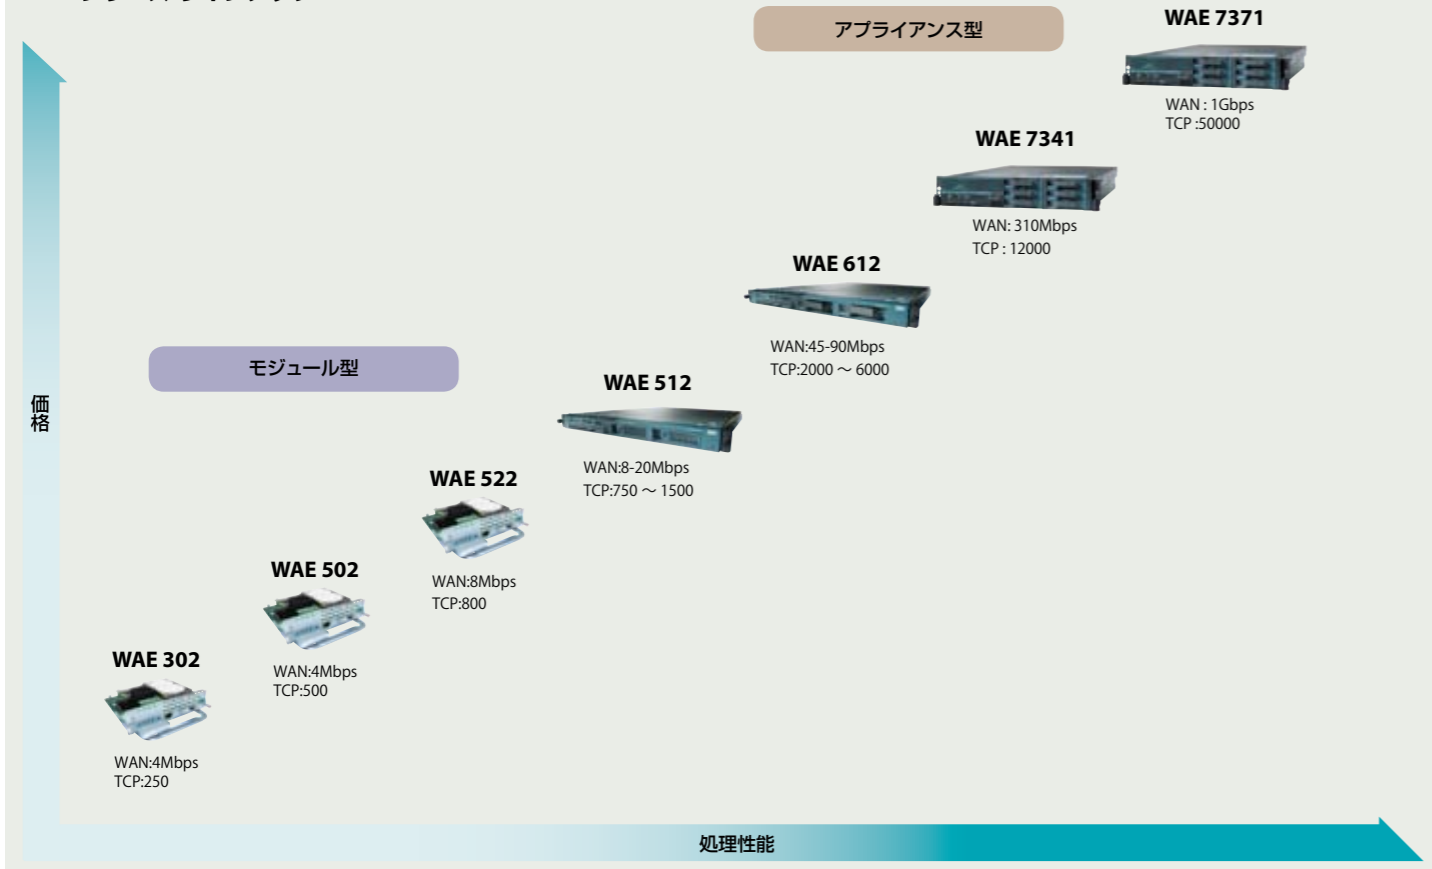 アプライアンス型
WAE 7371
WAN : 1Gbps
TCP :50000
WAE 7341
WAN: 310Mbps
TCP : 12000
WAE 612
WAN:45-90Mbps
TCP:2000 ～ 6000
モジュール型
WAE 512
WAN:8-20Mbps
TCP:750 ～ 1500
価格
WAE 522
WAN:8Mbps
TCP:800
WAE 502
WAN:4Mbps
TCP:500
WAE 302
WAN:4Mbps
TCP:250
処理性能